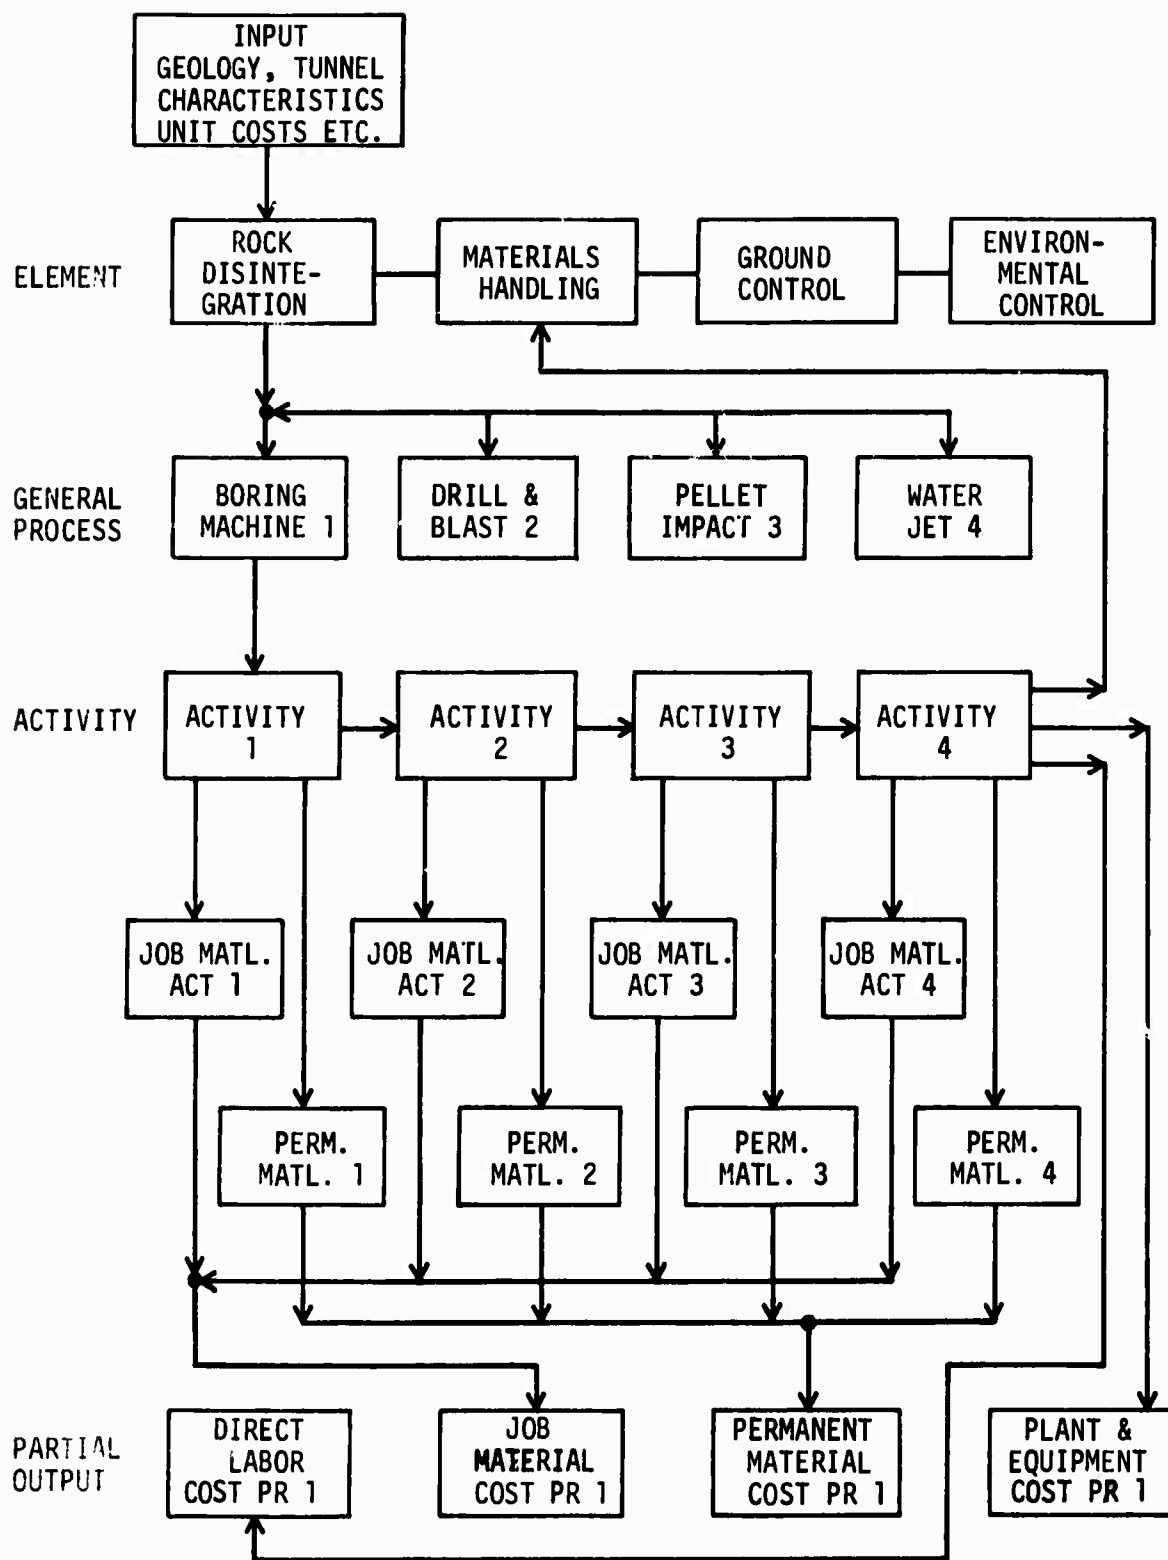 INPUT
GEOLOGY, TUNNEL
CHARACTERISTICS
UNIT COSTS ETC.
ELEMENT
ROCK
DISINTE-
GRATION
MATERIALS
HANDLING
GROUND
CONTROL
ENVIRON-
MENTAL
CONTROL
GENERAL
PROCESS
BORING
MACHINE 1
DRILL &
BLAST 2
PELLET
IMPACT 3
WATER
JET 4
ACTIVITY
ACTIVITY
1
ACTIVITY
2
ACTIVITY
3
ACTIVITY
4
JOB MATL.
ACT 1
JOB MATL.
ACT 2
JOB MATL.
ACT 3
JOB MATL.
ACT 4
PERM.
MATL. 1
PERM.
MATL. 2
PERM.
MATL. 3
PERM.
MATL. 4
PARTIAL
OUTPUT
DIRECT
LABOR
COST PR 1
JOB
MATERIAL
COST PR 1
PERMANENT
MATERIAL
COST PR 1
PLANT &
EQUIPMENT
COST PR 1